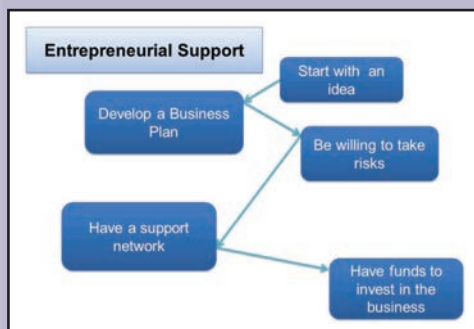 Entrepreneurial Support
Start with an
idea
Develop a Business
Plan
Be willing to take
risks
Have a support
network
Have funds to
invest in the
business